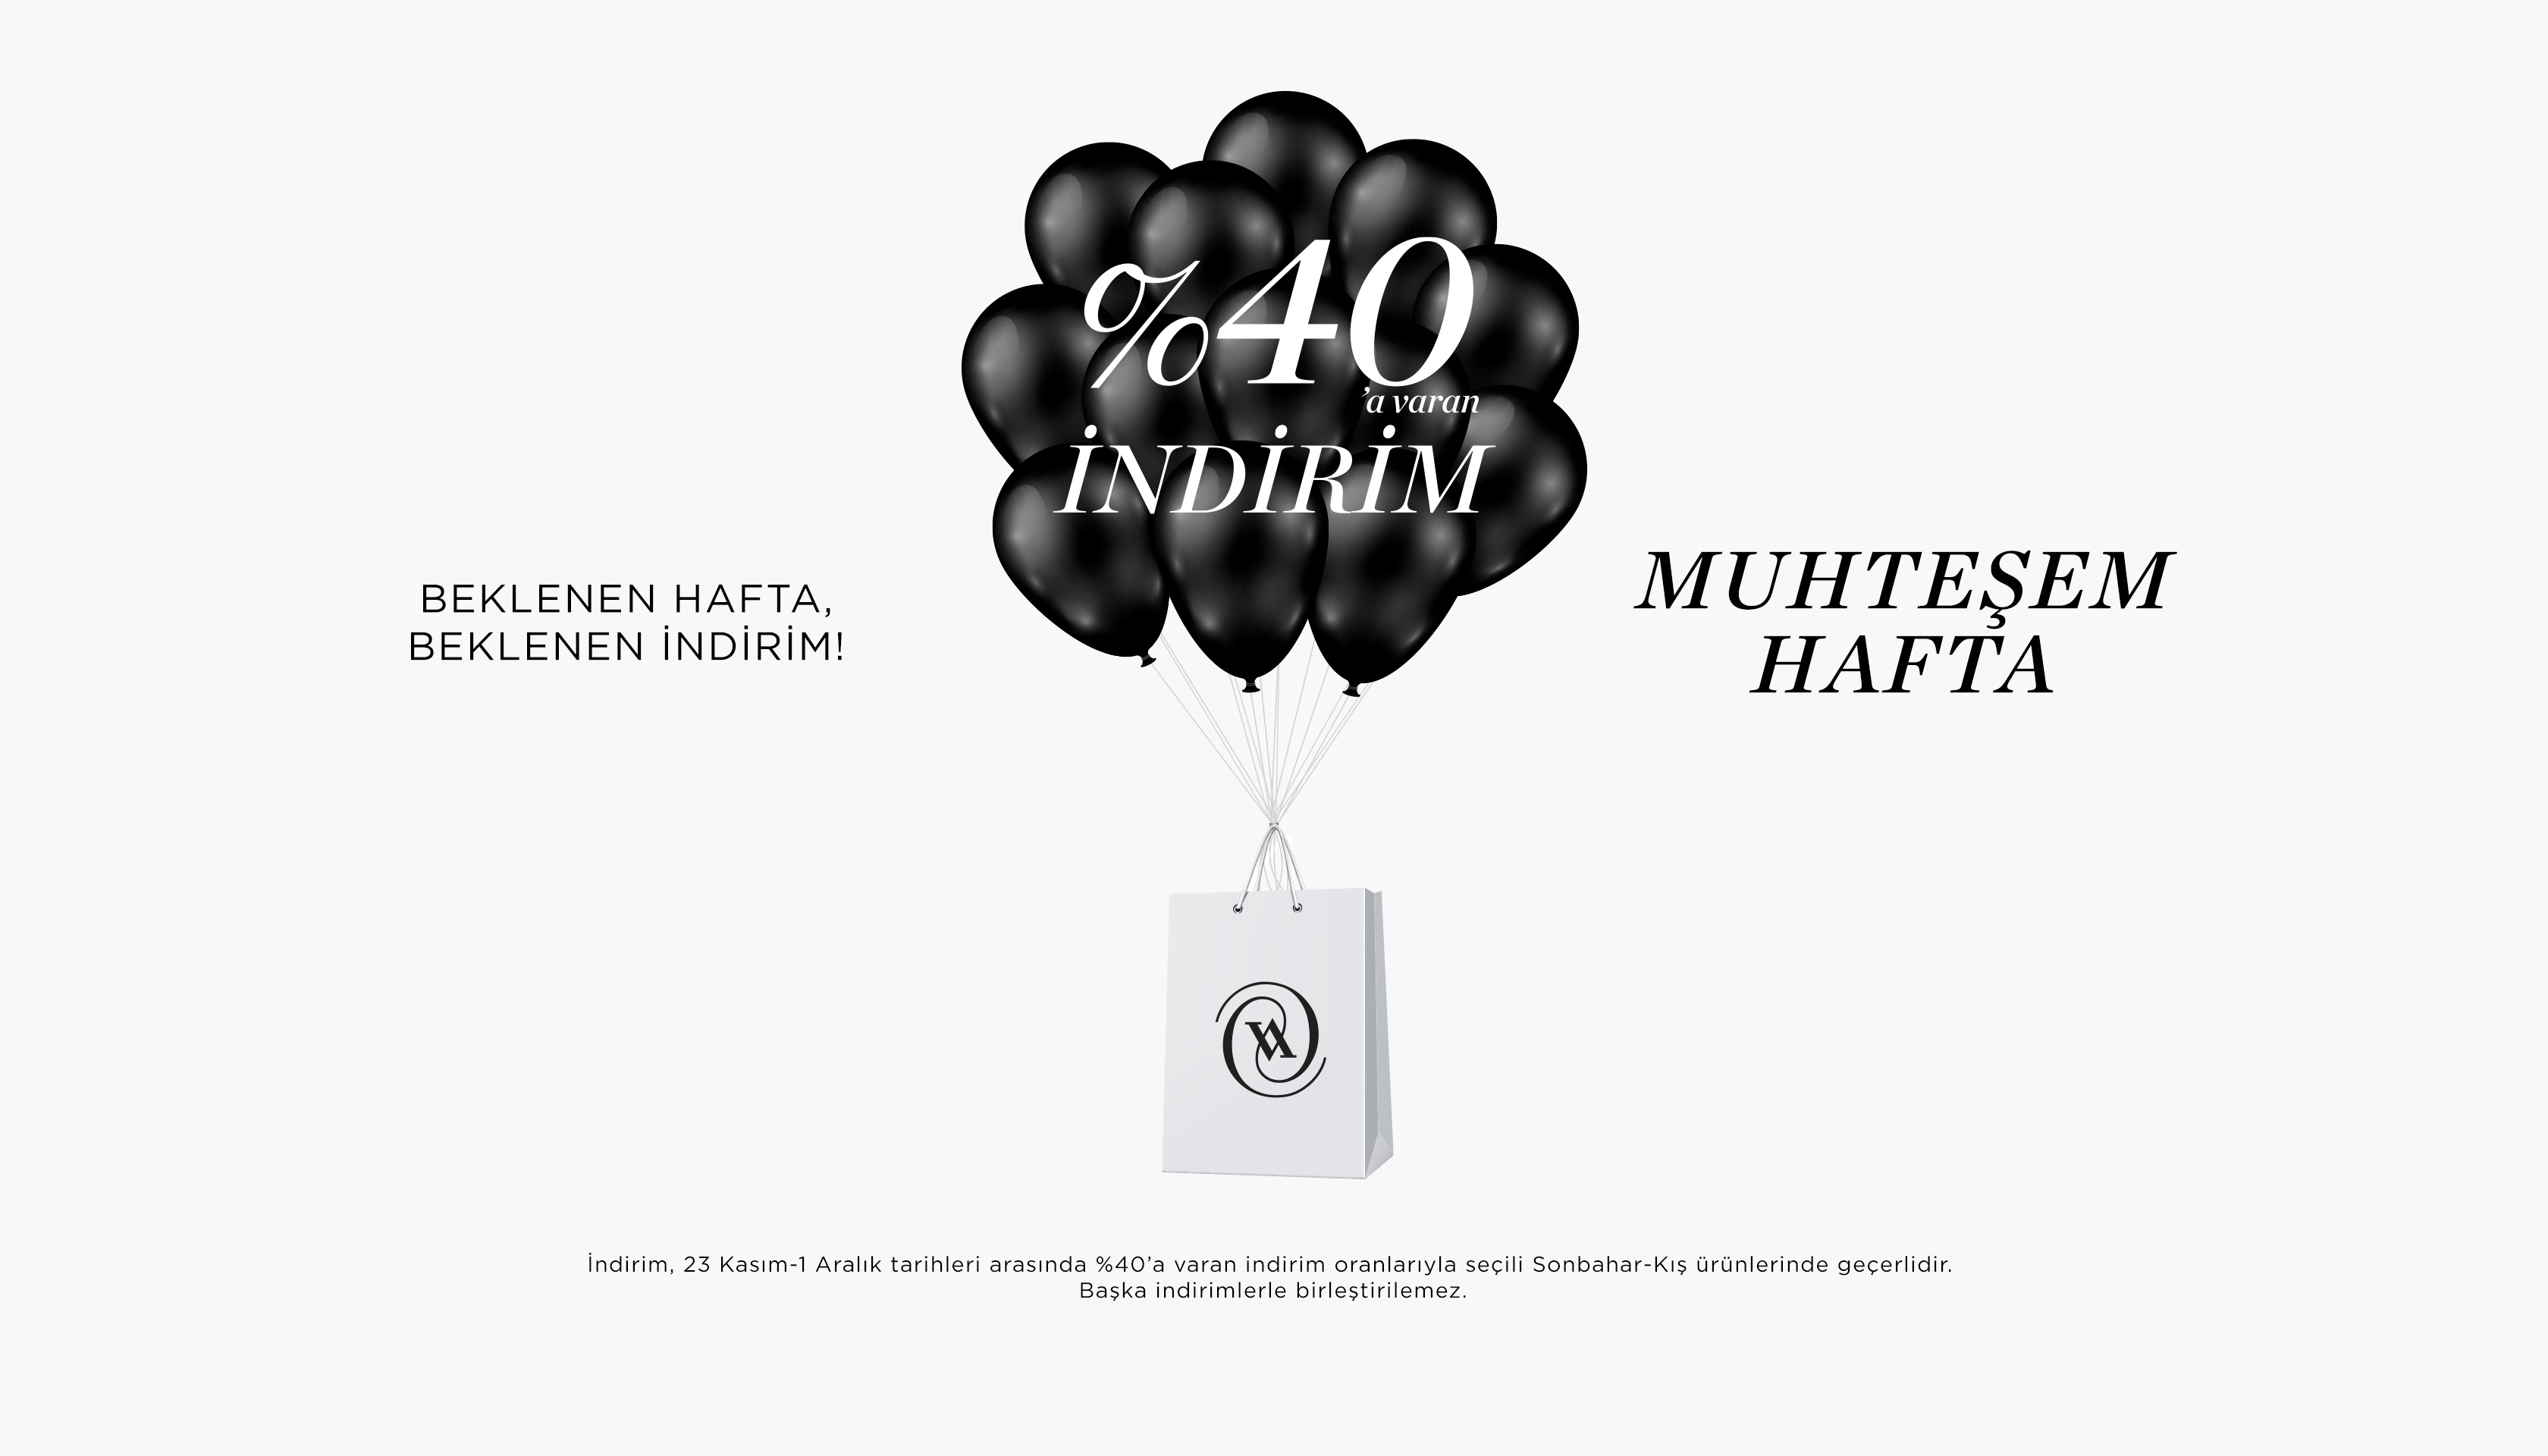 %40
’a varan
İNDİRİM
BEKLENEN HAFTA,
BEKLENEN İNDİRİM!
MUHTEŞEM
HAFTA
İndirim, 23 Kasım-1 Aralık tarihleri arasında %40’a varan indirim oranlarıyla seçili Sonbahar-Kış ürünlerinde geçerlidir.
Başka indirimlerle birleştirilemez.